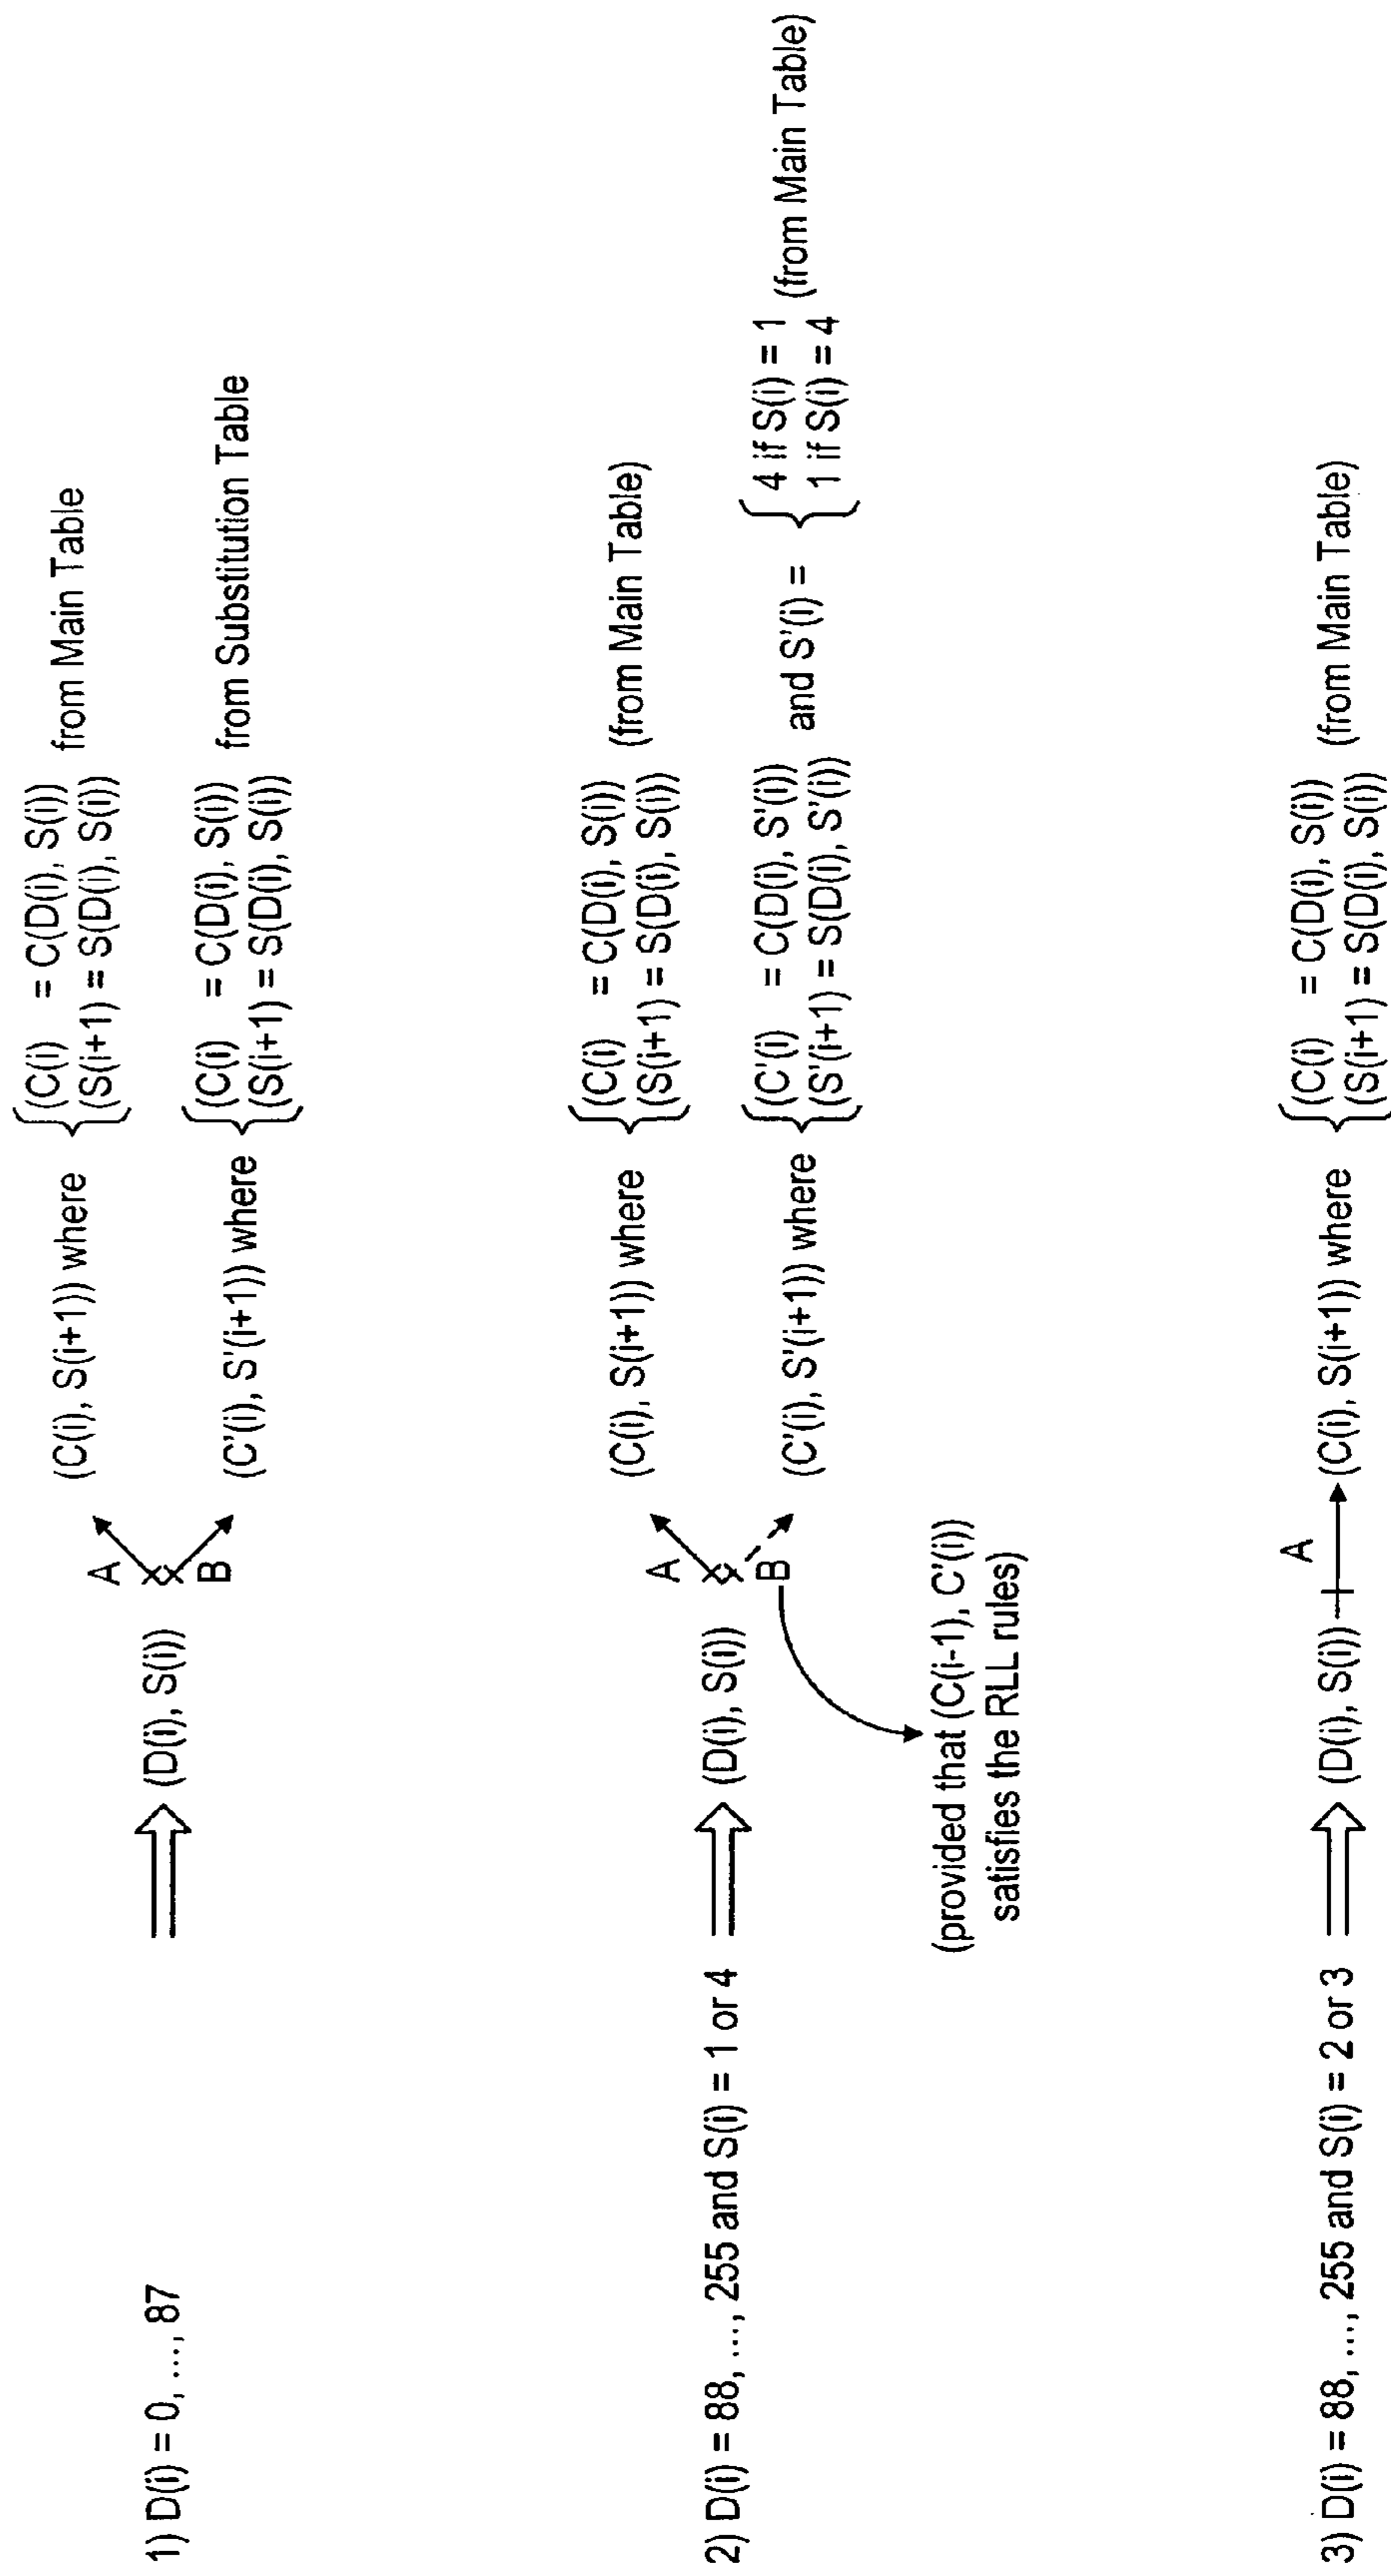 1) D(i) = 0, ..., 87
(D(i), S(i))
A
B
(C(i), S(i+1)) where
(C(i) = C(D(i), S(i))
(S(i+1) = S(D(i), S(i))
from Main Table
(C'(i), S'(i+1)) where
(C(i) = C(D(i), S(i))
(S(i+1) = S(D(i), S(i))
from Substitution Table
2) D(i) = 88, ..., 255 and S(i) = 1 or 4
(D(i), S(i))
A
B
(provided that (C(i-1), C'(i))
satisfies the RLL rules)
(C(i), S(i+1)) where
(C(i) = C(D(i), S(i))
(S(i+1) = S(D(i), S(i))
(from Main Table)
(C'(i), S'(i+1)) where
(C'(i) = C(D(i), S'(i))
(S'(i+1) = S(D(i), S'(i))
and S'(i) =
4 if S(i) = 1
1 if S(i) = 4
(from Main Table)
3) D(i) = 88, ..., 255 and S(i) = 2 or 3
(D(i), S(i))
A
(C(i), S(i+1)) where
(C(i) = C(D(i), S(i))
(S(i+1) = S(D(i), S(i))
(from Main Table)